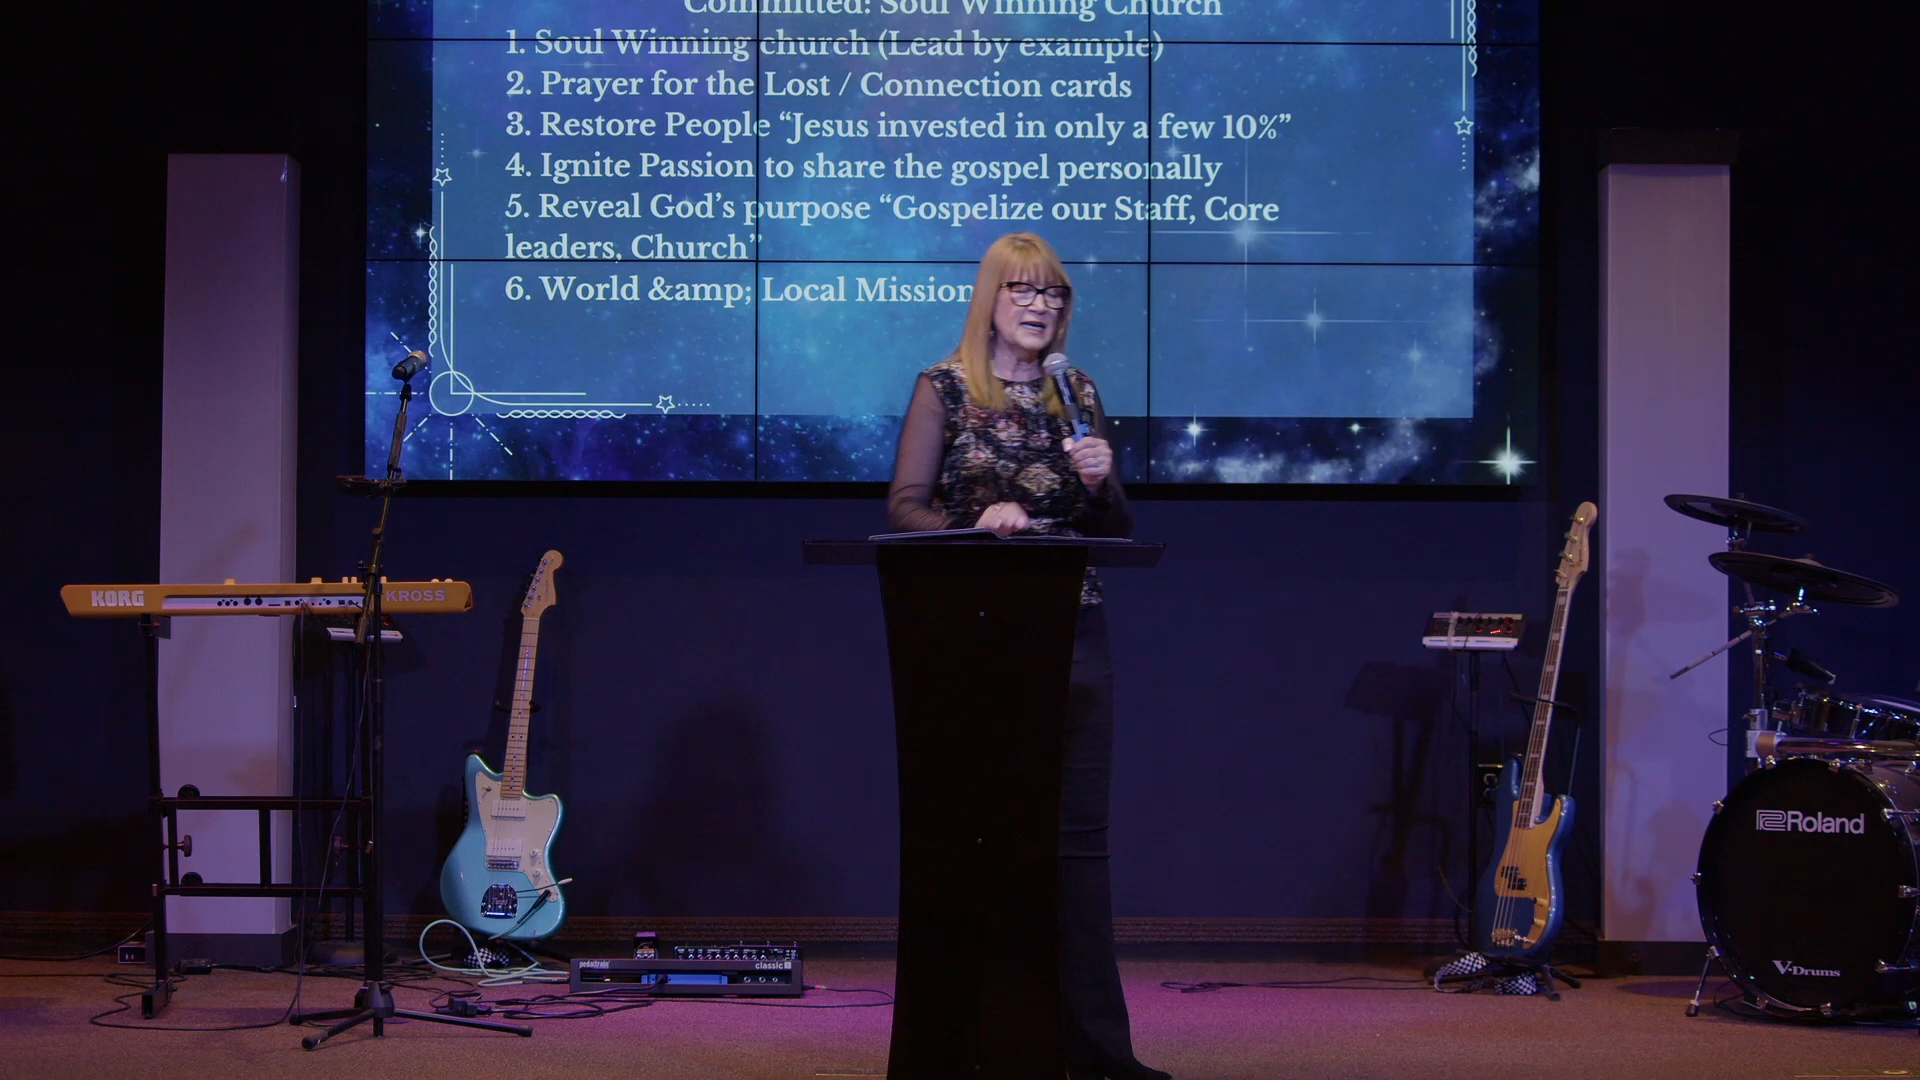 Committed: Soul Winning Church
1. Soul Winning church (Lead by example)
2. Prayer for the Lost / Connection cards
3. Restore People “Jesus invested in only a few 10%”
4. Ignite Passion to share the gospel personally
5. Reveal God’s purpose “Gospelize our Staff, Core
leaders, Church”
6. World &amp; Local Mission
KORG
KROSS
Roland
pedaltrain
classic
V-Drums